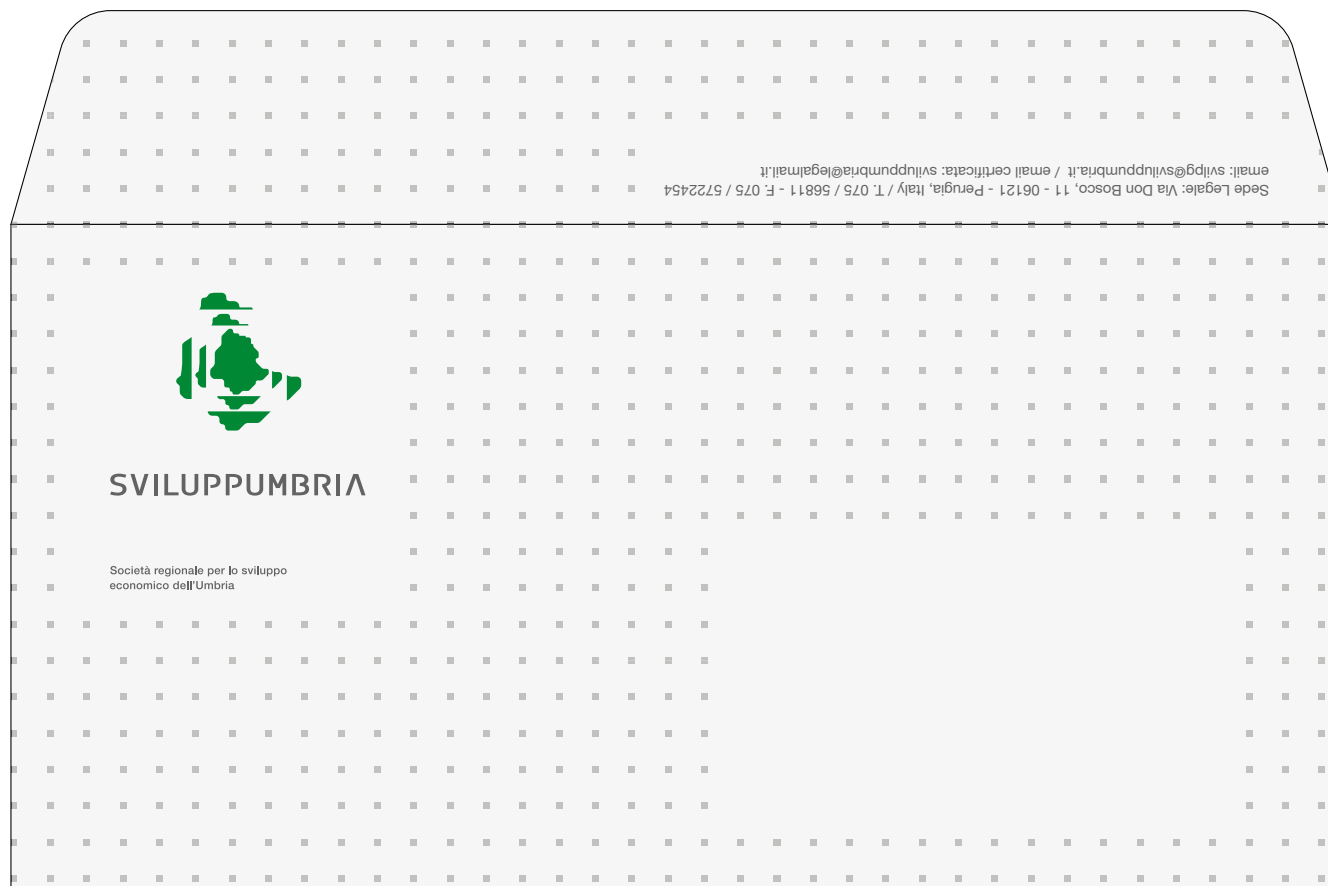 Sede Legale: Via Don Bosco, 11 - 06121 - Perugia, Italy / T. 075 / 56811 - F. 075 / 5722454
email: svilpg@sviluppumbria.it / email certificata: sviluppumbria@legalmail.it
SVILUPPUMBRIA
Società regionale per lo sviluppo
economico dell'Umbria